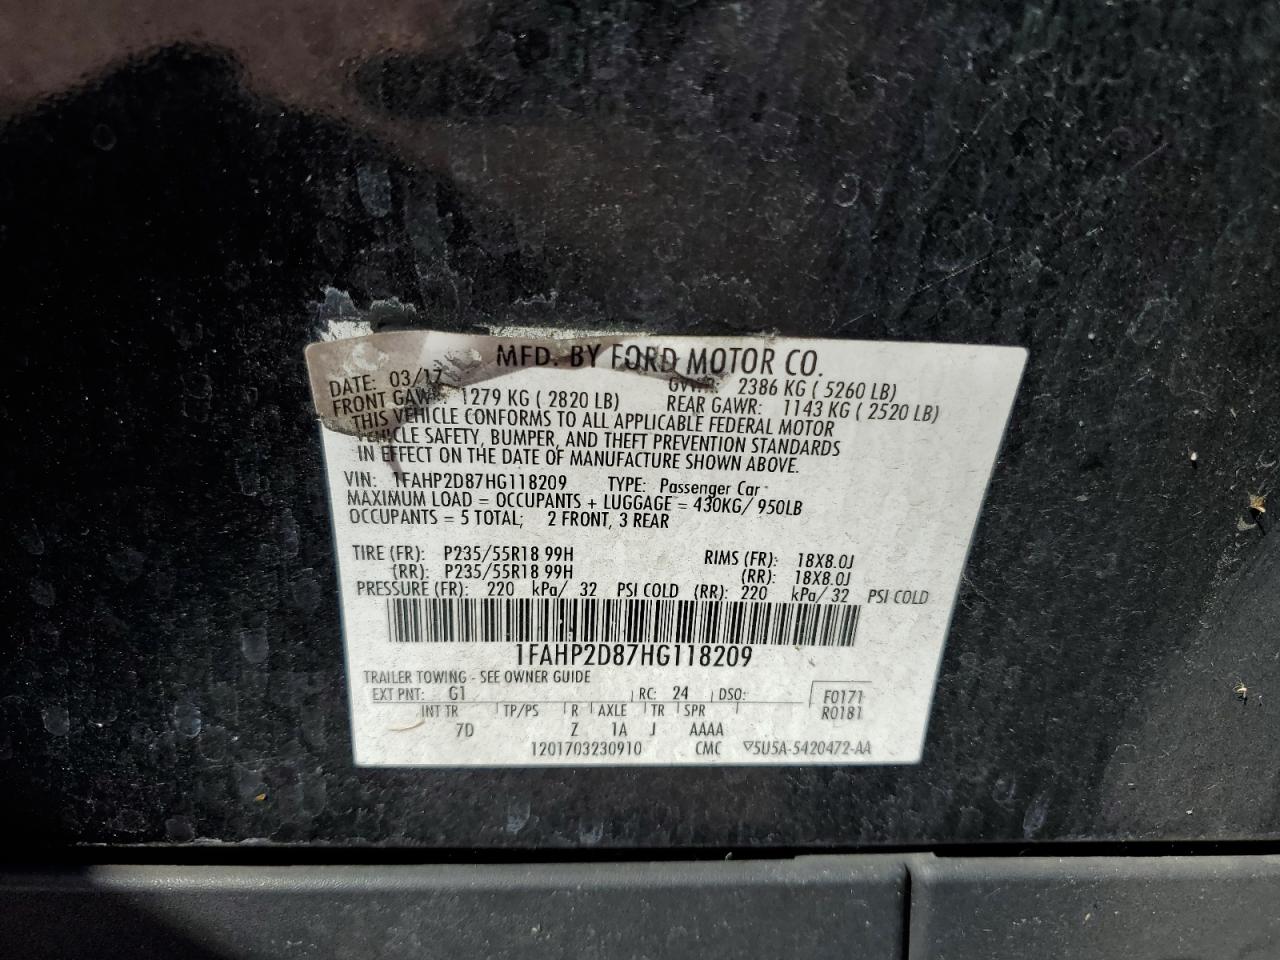 MFD. BY FORD MOTOR CO.
DATE: 03/17 GVWR: 2386 KG ( 5260 LB)
FRONT GAWR: 1279 KG ( 2820 LB) REAR GAWR: 1143 KG ( 2520 LB)
THIS VEHICLE CONFORMS TO ALL APPLICABLE FEDERAL MOTOR
VEHICLE SAFETY, BUMPER, AND THEFT PREVENTION STANDARDS
IN EFFECT ON THE DATE OF MANUFACTURE SHOWN ABOVE.
VIN: 1FAHP2D87HG118209 TYPE: Passenger Car
MAXIMUM LOAD = OCCUPANTS + LUGGAGE = 430KG/ 950LB
OCCUPANTS = 5 TOTAL; 2 FRONT, 3 REAR
TIRE (FR): P235/55R18 99H RIMS (FR): 18X8.0J
(RR): P235/55R18 99H (RR): 18X8.0J
PRESSURE (FR): 220 kPa/ 32 PSI COLD (RR): 220 kPa/ 32 PSI COLD
1FAHP2D87HG118209
TRAILER TOWING - SEE OWNER GUIDE
EXT PNT: G1 RC: 24 DSO: F0171
R0181
INT TR TP/PS R AXLE TR SPR
7D Z 1A J AAAA
1201703230910 CMC ▽5U5A-5420472-AA